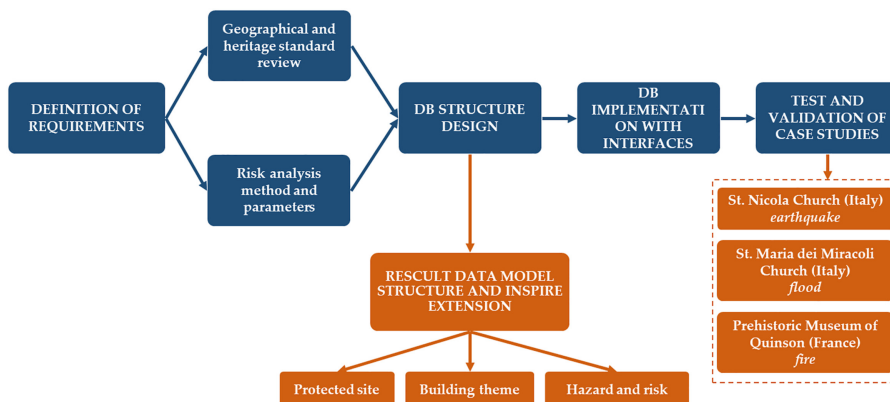 Geographical and
heritage standard
review
DEFINITION OF
REQUIREMENTS
Risk analysis
method and
parameters
DB STRUCTURE
DESIGN
DB
IMPLEMENTATI
ON WITH
INTERFACES
TEST AND
VALIDATION OF
CASE STUDIES
St. Nicola Church (Italy)
earthquake
St. Maria dei Miracoli
Church (Italy)
flood
Prehistoric Museum of
Quinson (France)
fire
RESCULT DATA MODEL
STRUCTURE AND INSPIRE
EXTENSION
Protected site
Building theme
Hazard and risk